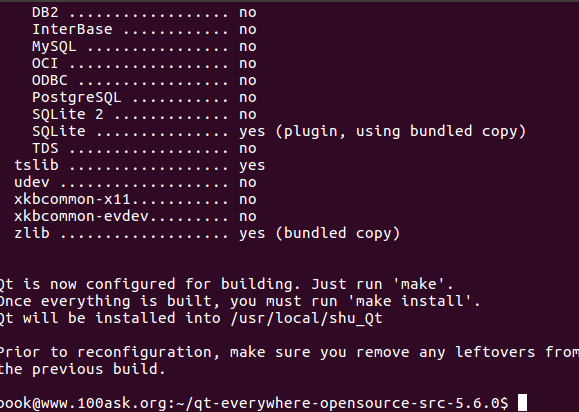 DB2 .................. no
InterBase ............ no
MySQL ................ no
OCI .................. no
ODBC ................. no
PostgreSQL ........... no
SQLite 2 ............. no
SQLite ............... yes (plugin, using bundled copy)
TDS .................. no
tslib .................. yes
udev ................... no
xkbcommon-x11........... no
xkbcommon-evdev......... no
zlib ................... yes (bundled copy)
Qt is now configured for building. Just run 'make'.
Once everything is built, you must run 'make install'.
Qt will be installed into /usr/local/shu_Qt
Prior to reconfiguration, make sure you remove any leftovers from
the previous build.
book@www.100ask.org:~/qt-everywhere-opensource-src-5.6.0$